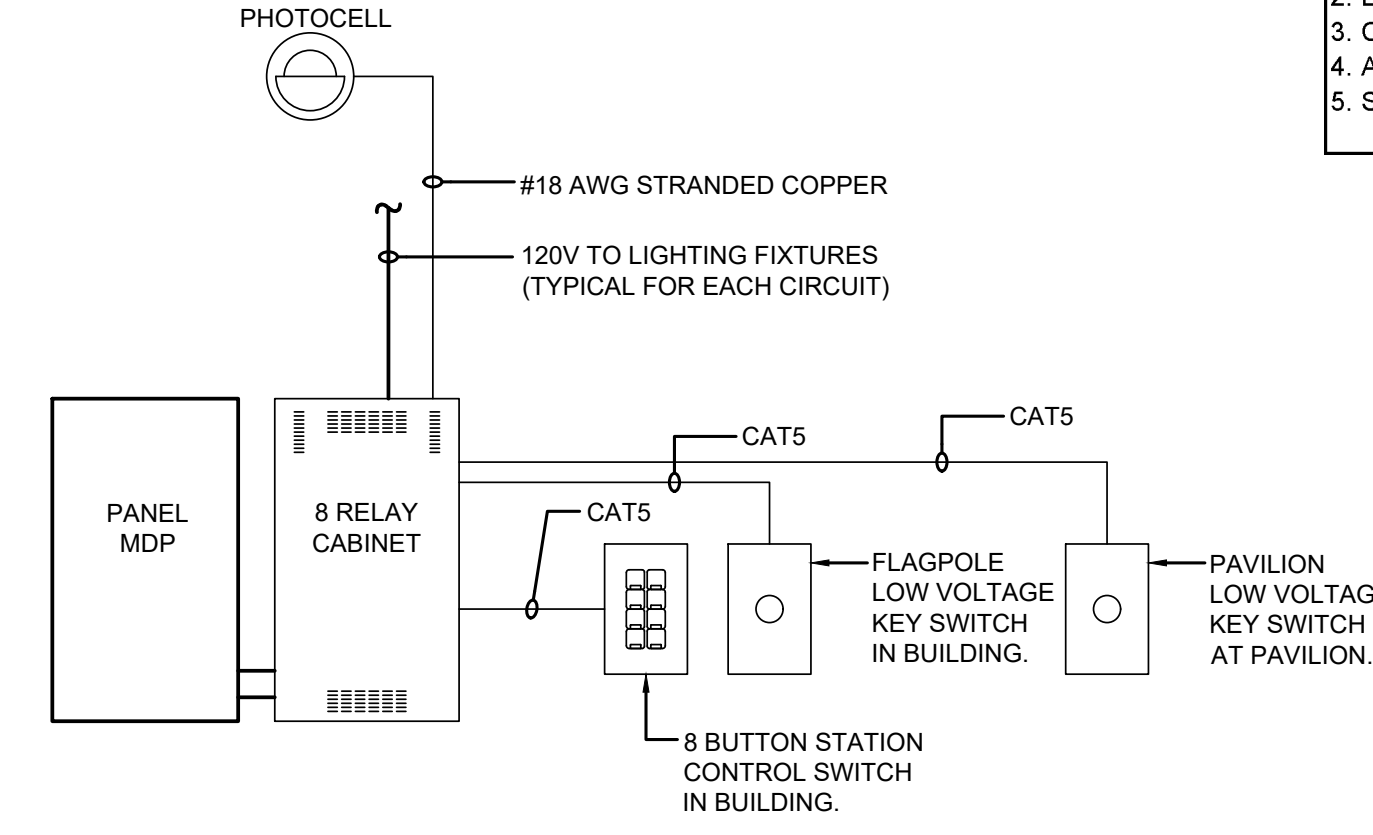 PHOTOCELL
2.
3.
4.
5.
#18 AWG STRANDED COPPER
120V TO LIGHTING FIXTURES
(TYPICAL FOR EACH CIRCUIT)
CAT5
CAT5
CAT5
PANEL
MDP
8 RELAY
CABINET
FLAGPOLE
LOW VOLTAGE
KEY SWITCH
IN BUILDING.
PAVILION
LOW VOLTAG
KEY SWITCH
AT PAVILION.
8 BUTTON STATION
CONTROL SWITCH
IN BUILDING.